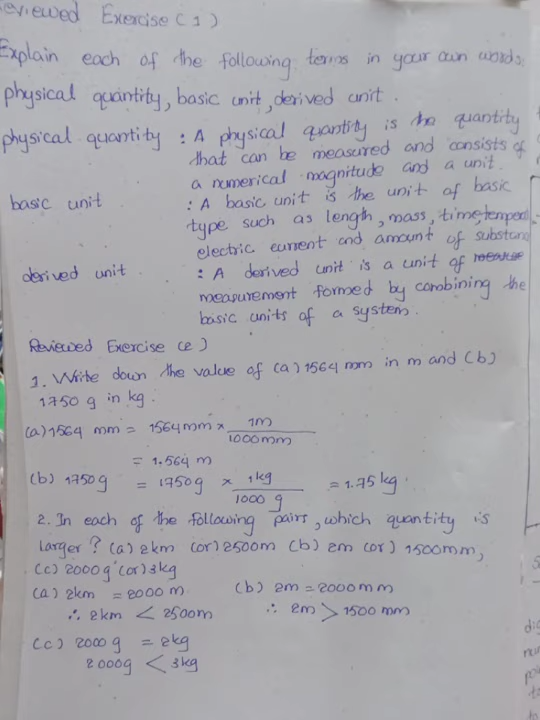 Reviewed Exercise (1)
Explain each of the following terms in your own words:
physical quantity, basic unit, derived unit.
physical quantity : A physical quantity is the quantity
that can be measured and consists of
a numerical magnitude and a unit.
basic unit : A basic unit is the unit of basic
type such as length, mass, time, temper
electric current and amount of substance
derived unit : A derived unit is a unit of
measurement formed by combining the
basic units of a system.
Reviewed Exercise (2)
1. Write down the value of (a) 1564 mm in m and (b)
1750 g in kg.
(a) 1564 mm = 1564 mm × 1m / 1000 mm
= 1.564 m
(b) 1750 g = 1750 g × 1 kg / 1000 g = 1.75 kg
2. In each of the following pairs, which quantity is
larger? (a) 2km (or) 2500m (b) 2m (or) 1500mm,
(c) 2000 g (or) 3kg
(a) 2km = 2000 m (b) 2m = 2000 mm
∴ 2km < 2500m ∴ 2m > 1500 mm
(c) 2000 g = 2kg
2000g < 3kg